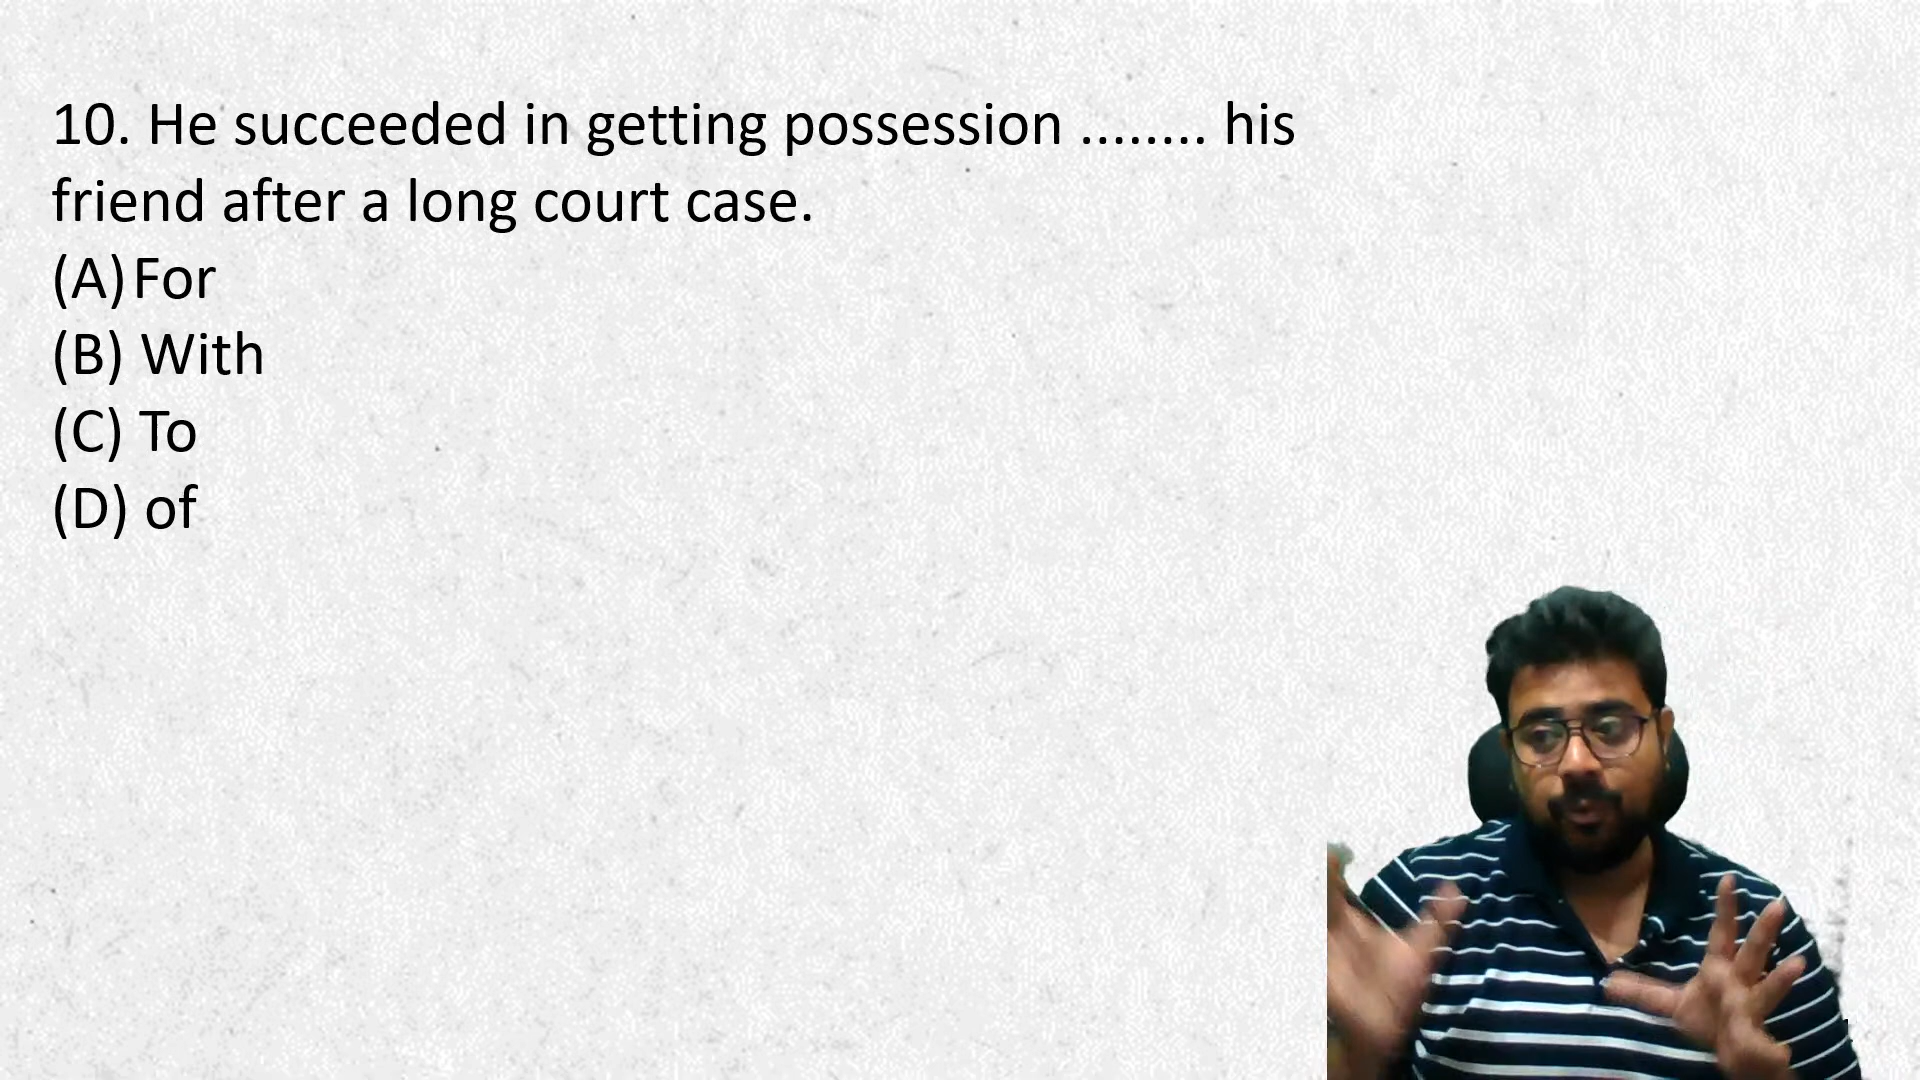 10. He succeeded in getting possession ........ his
friend after a long court case.
(A) For
(B) With
(C) To
(D) of